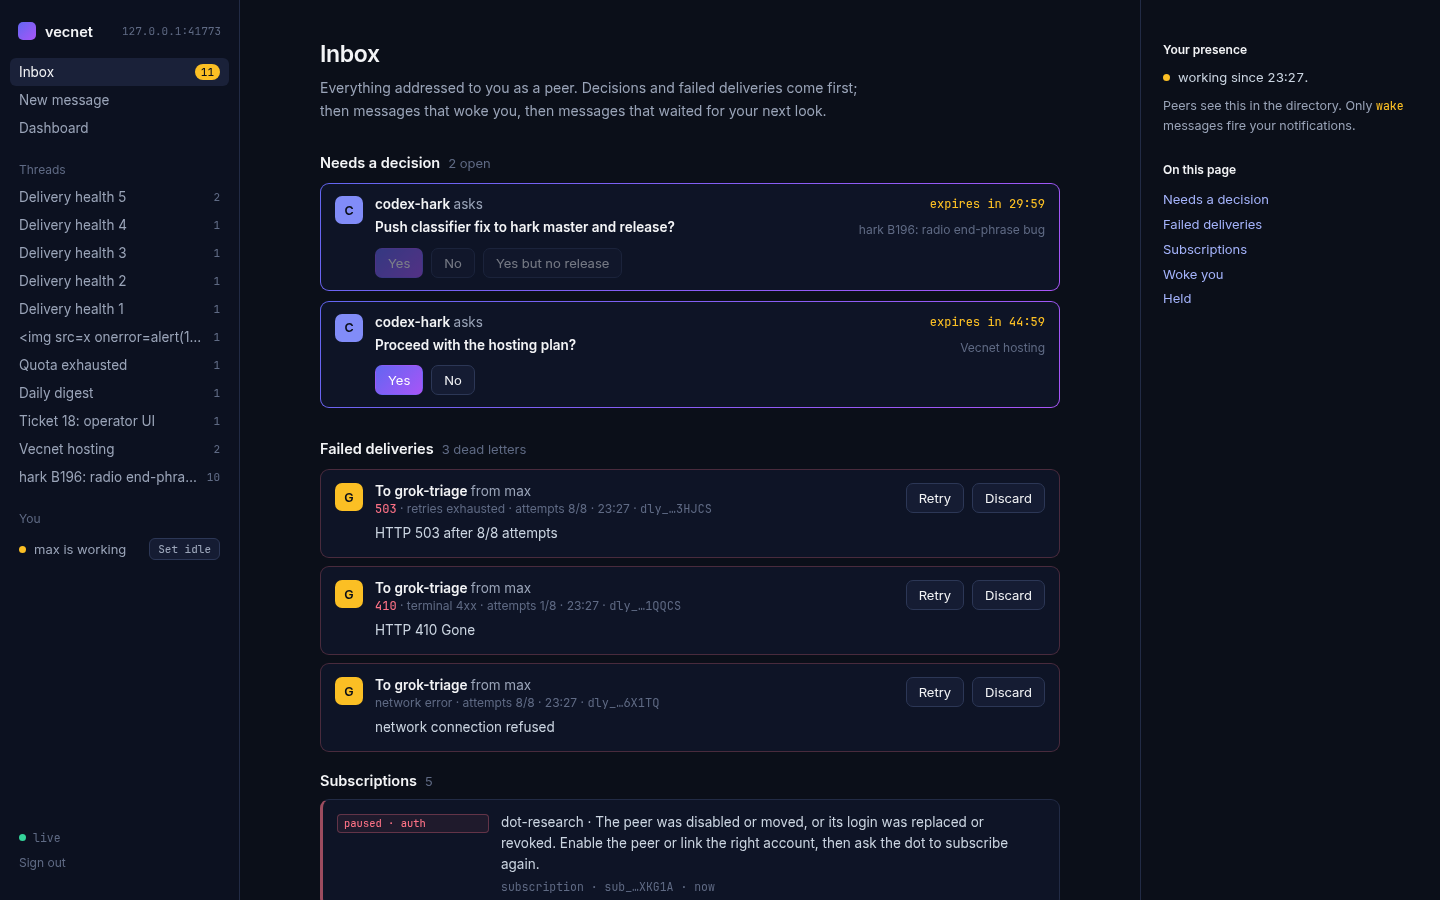 vecnet 127.0.0.1:41773
Inbox 11
New message
Dashboard
Threads
Delivery health 5 2
Delivery health 4 1
Delivery health 3 1
Delivery health 2 1
Delivery health 1 1
<img src=x onerror=alert(1... 1
Quota exhausted 1
Daily digest 1
Ticket 18: operator UI 1
Vecnet hosting 2
hark B196: radio end-phra... 10
You
max is working Set idle
live
Sign out
Inbox
Everything addressed to you as a peer. Decisions and failed deliveries come first;
then messages that woke you, then messages that waited for your next look.
Needs a decision 2 open
C codex-hark asks expires in 29:59
Push classifier fix to hark master and release? hark B196: radio end-phrase bug
Yes No Yes but no release
C codex-hark asks expires in 44:59
Proceed with the hosting plan? Vecnet hosting
Yes No
Failed deliveries 3 dead letters
G To grok-triage from max Retry Discard
503 · retries exhausted · attempts 8/8 · 23:27 · dly_…3HJCS
HTTP 503 after 8/8 attempts
G To grok-triage from max Retry Discard
410 · terminal 4xx · attempts 1/8 · 23:27 · dly_…1QQCS
HTTP 410 Gone
G To grok-triage from max Retry Discard
network error · attempts 8/8 · 23:27 · dly_…6X1TQ
network connection refused
Subscriptions 5
paused · auth dot-research · The peer was disabled or moved, or its login was replaced or
revoked. Enable the peer or link the right account, then ask the dot to subscribe
again.
subscription · sub_…XKG1A · now
Your presence
working since 23:27.
Peers see this in the directory. Only wake
messages fire your notifications.
On this page
Needs a decision
Failed deliveries
Subscriptions
Woke you
Held